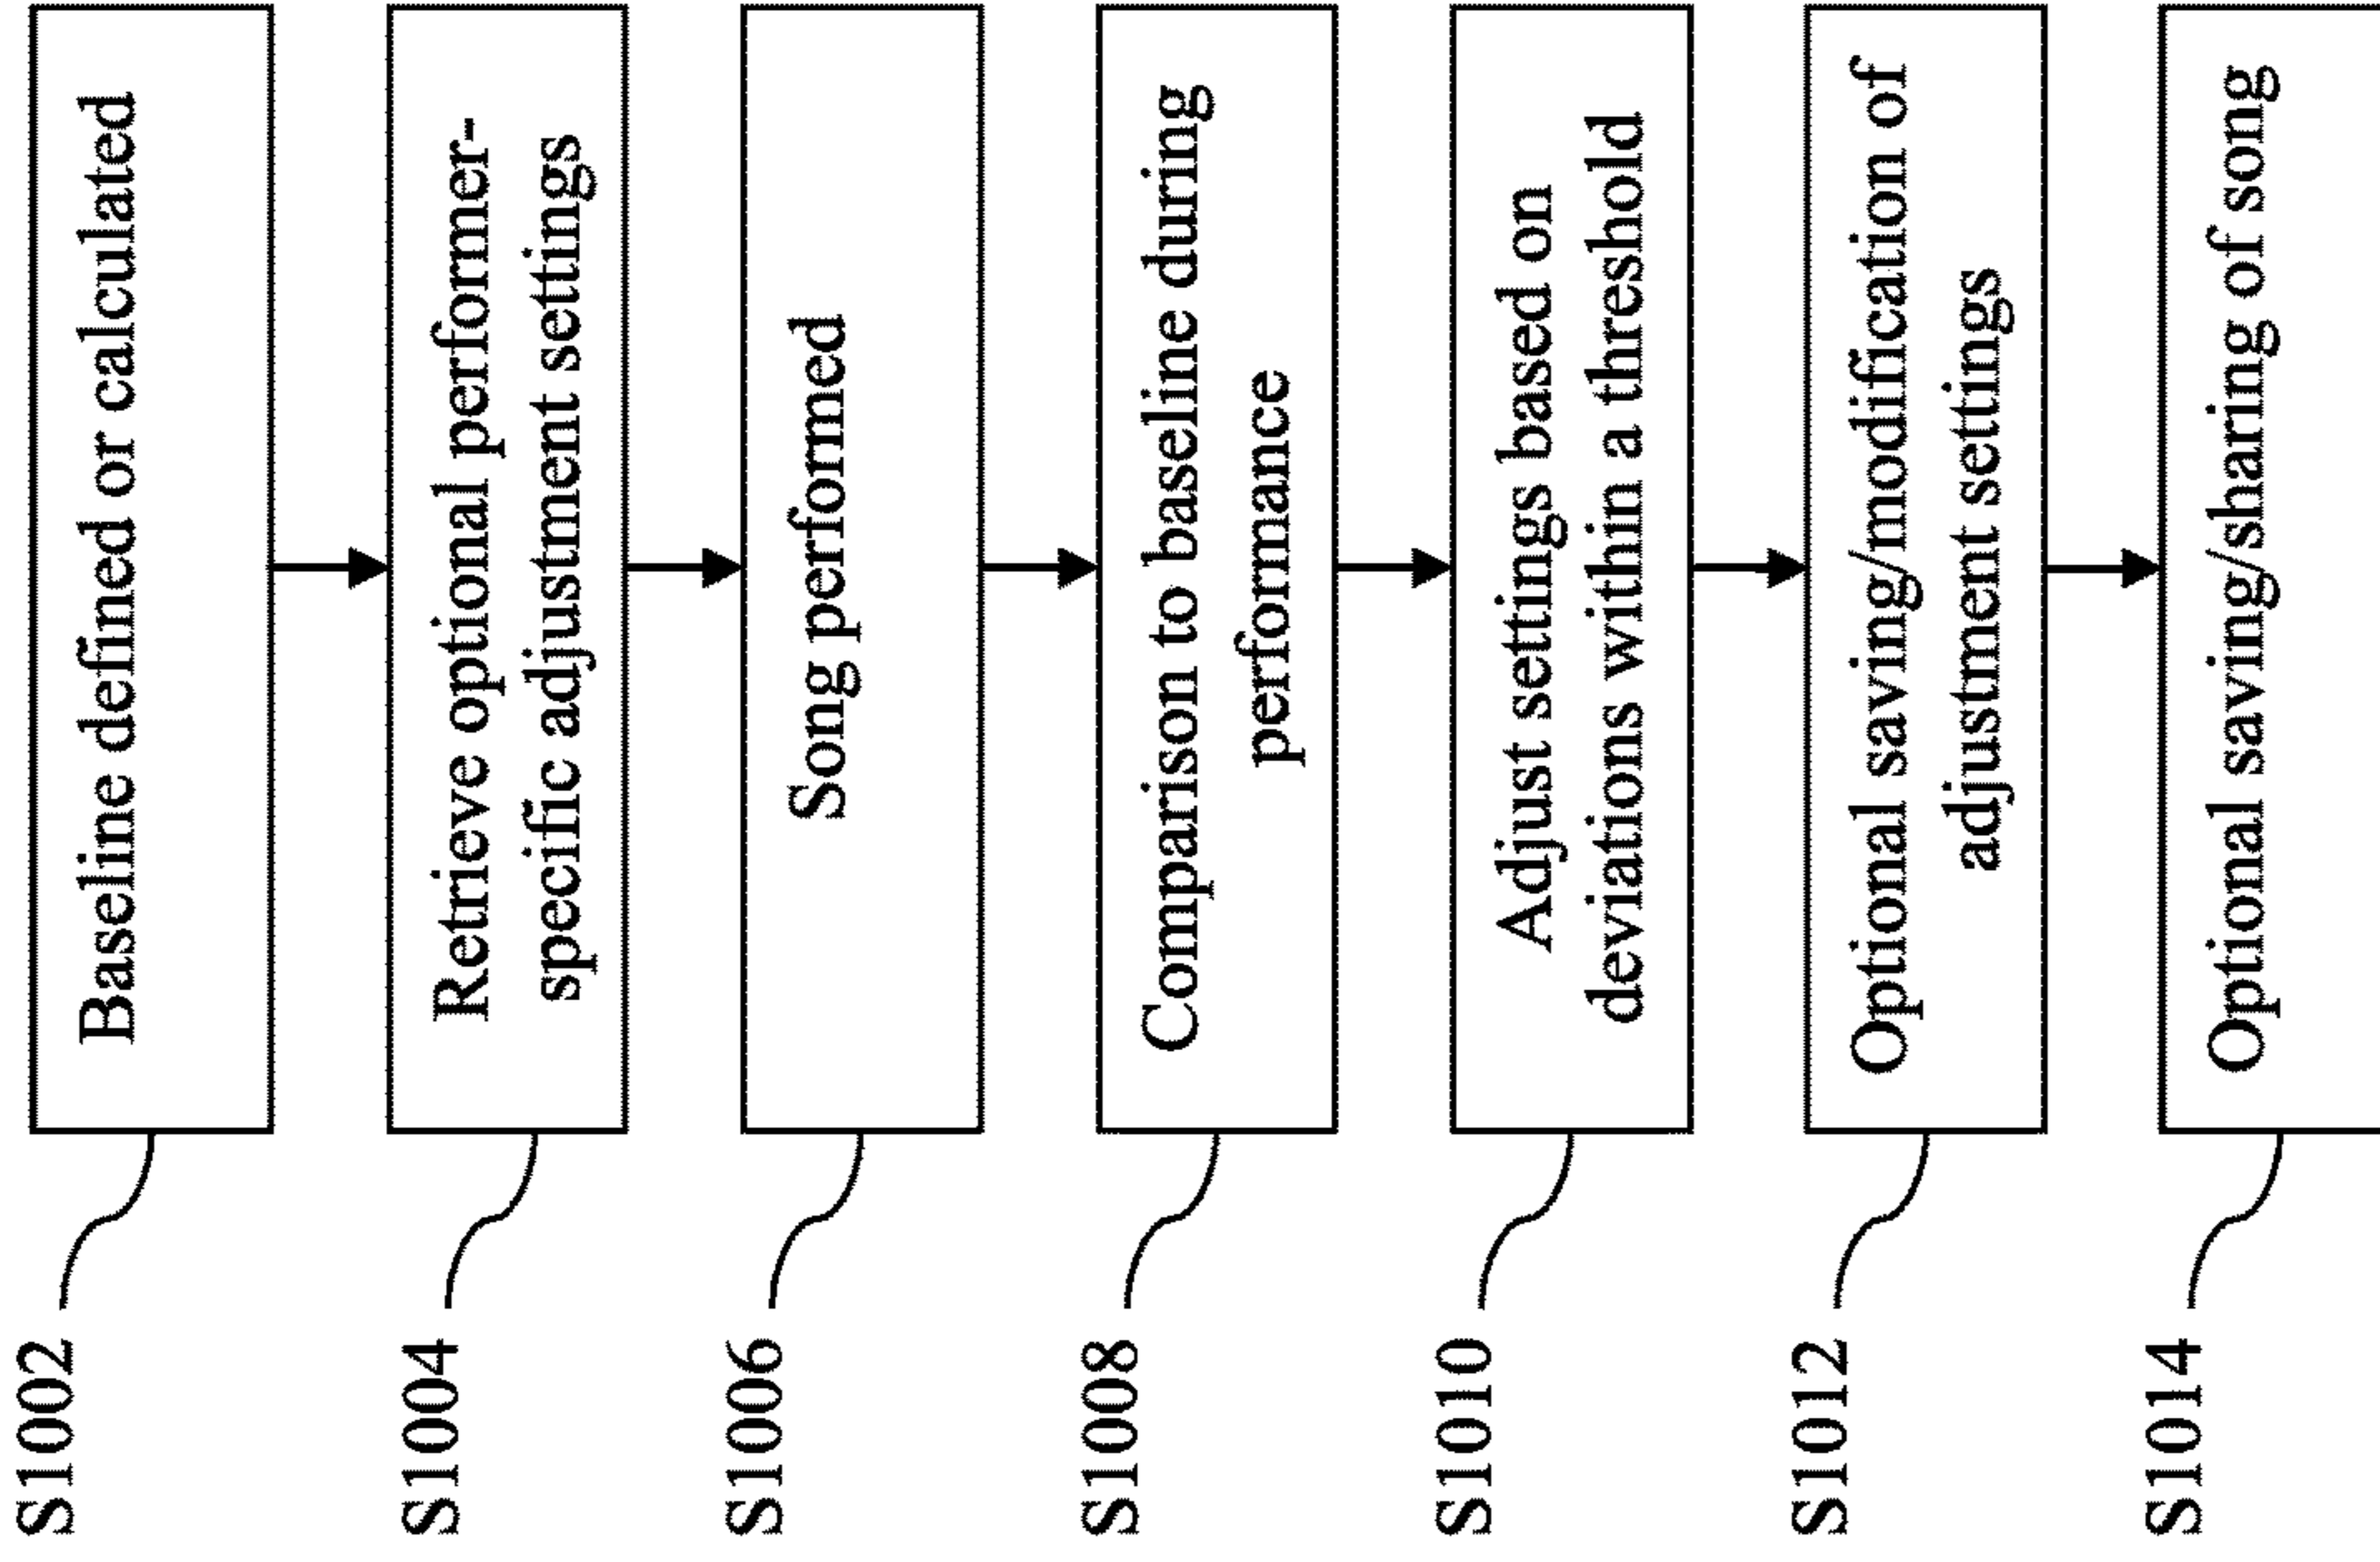 S1002
Baseline defined or calculated
S1004
Retrieve optional performer-
specific adjustment settings
S1006
Song performed
S1008
Comparison to baseline during
performance
S1010
Adjust settings based on
deviations within a threshold
S1012
Optional saving/modification of
adjustment settings
S1014
Optional saving/sharing of song